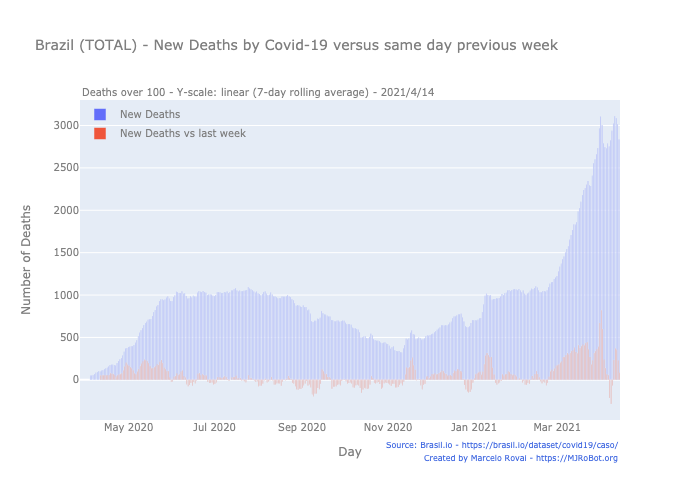 Brazil (TOTAL) - New Deaths by Covid-19 versus same day previous week
Deaths over 100 - Y-scale: linear (7-day rolling average) - 2021/4/14
New Deaths
New Deaths vs last week
3000
2500
2000
1500
1000
500
0
Number of Deaths
May 2020
Jul 2020
Sep 2020
Nov 2020
Jan 2021
Mar 2021
Day
Source: Brasil.io - https://brasil.io/dataset/covid19/caso/
Created by Marcelo Rovai - https://MJRoBot.org